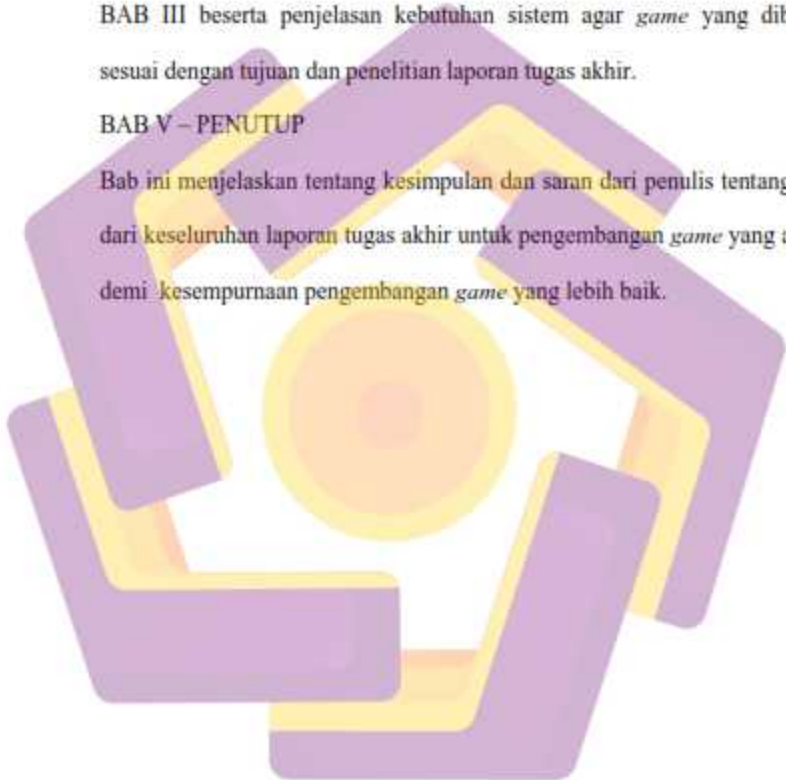 BAB III beserta penjelasan kebutuhan sistem agar game yang dib
sesuai dengan tujuan dan penelitian laporan tugas akhir.
BAB V – PENUTUP
Bab ini menjelaskan tentang kesimpulan dan saran dari penulis tentang
dari keseluruhan laporan tugas akhir untuk pengembangan game yang a
demi kesempurnaan pengembangan game yang lebih baik.